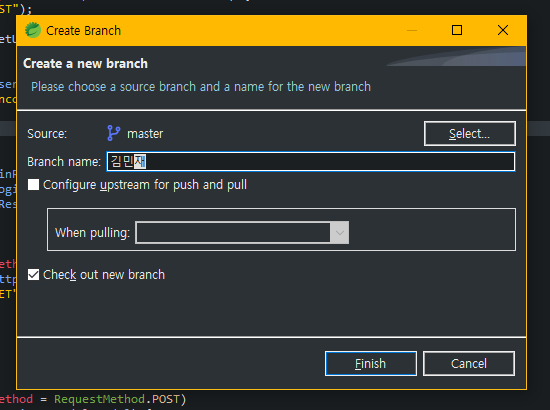 ST");
Create Branch
Create a new branch
Please choose a source branch and a name for the new branch
Source: master Select...
Branch name: 김민재
Configure upstream for push and pull
When pulling:
Check out new branch
ET"
Finish Cancel
ethod = RequestMethod.POST)